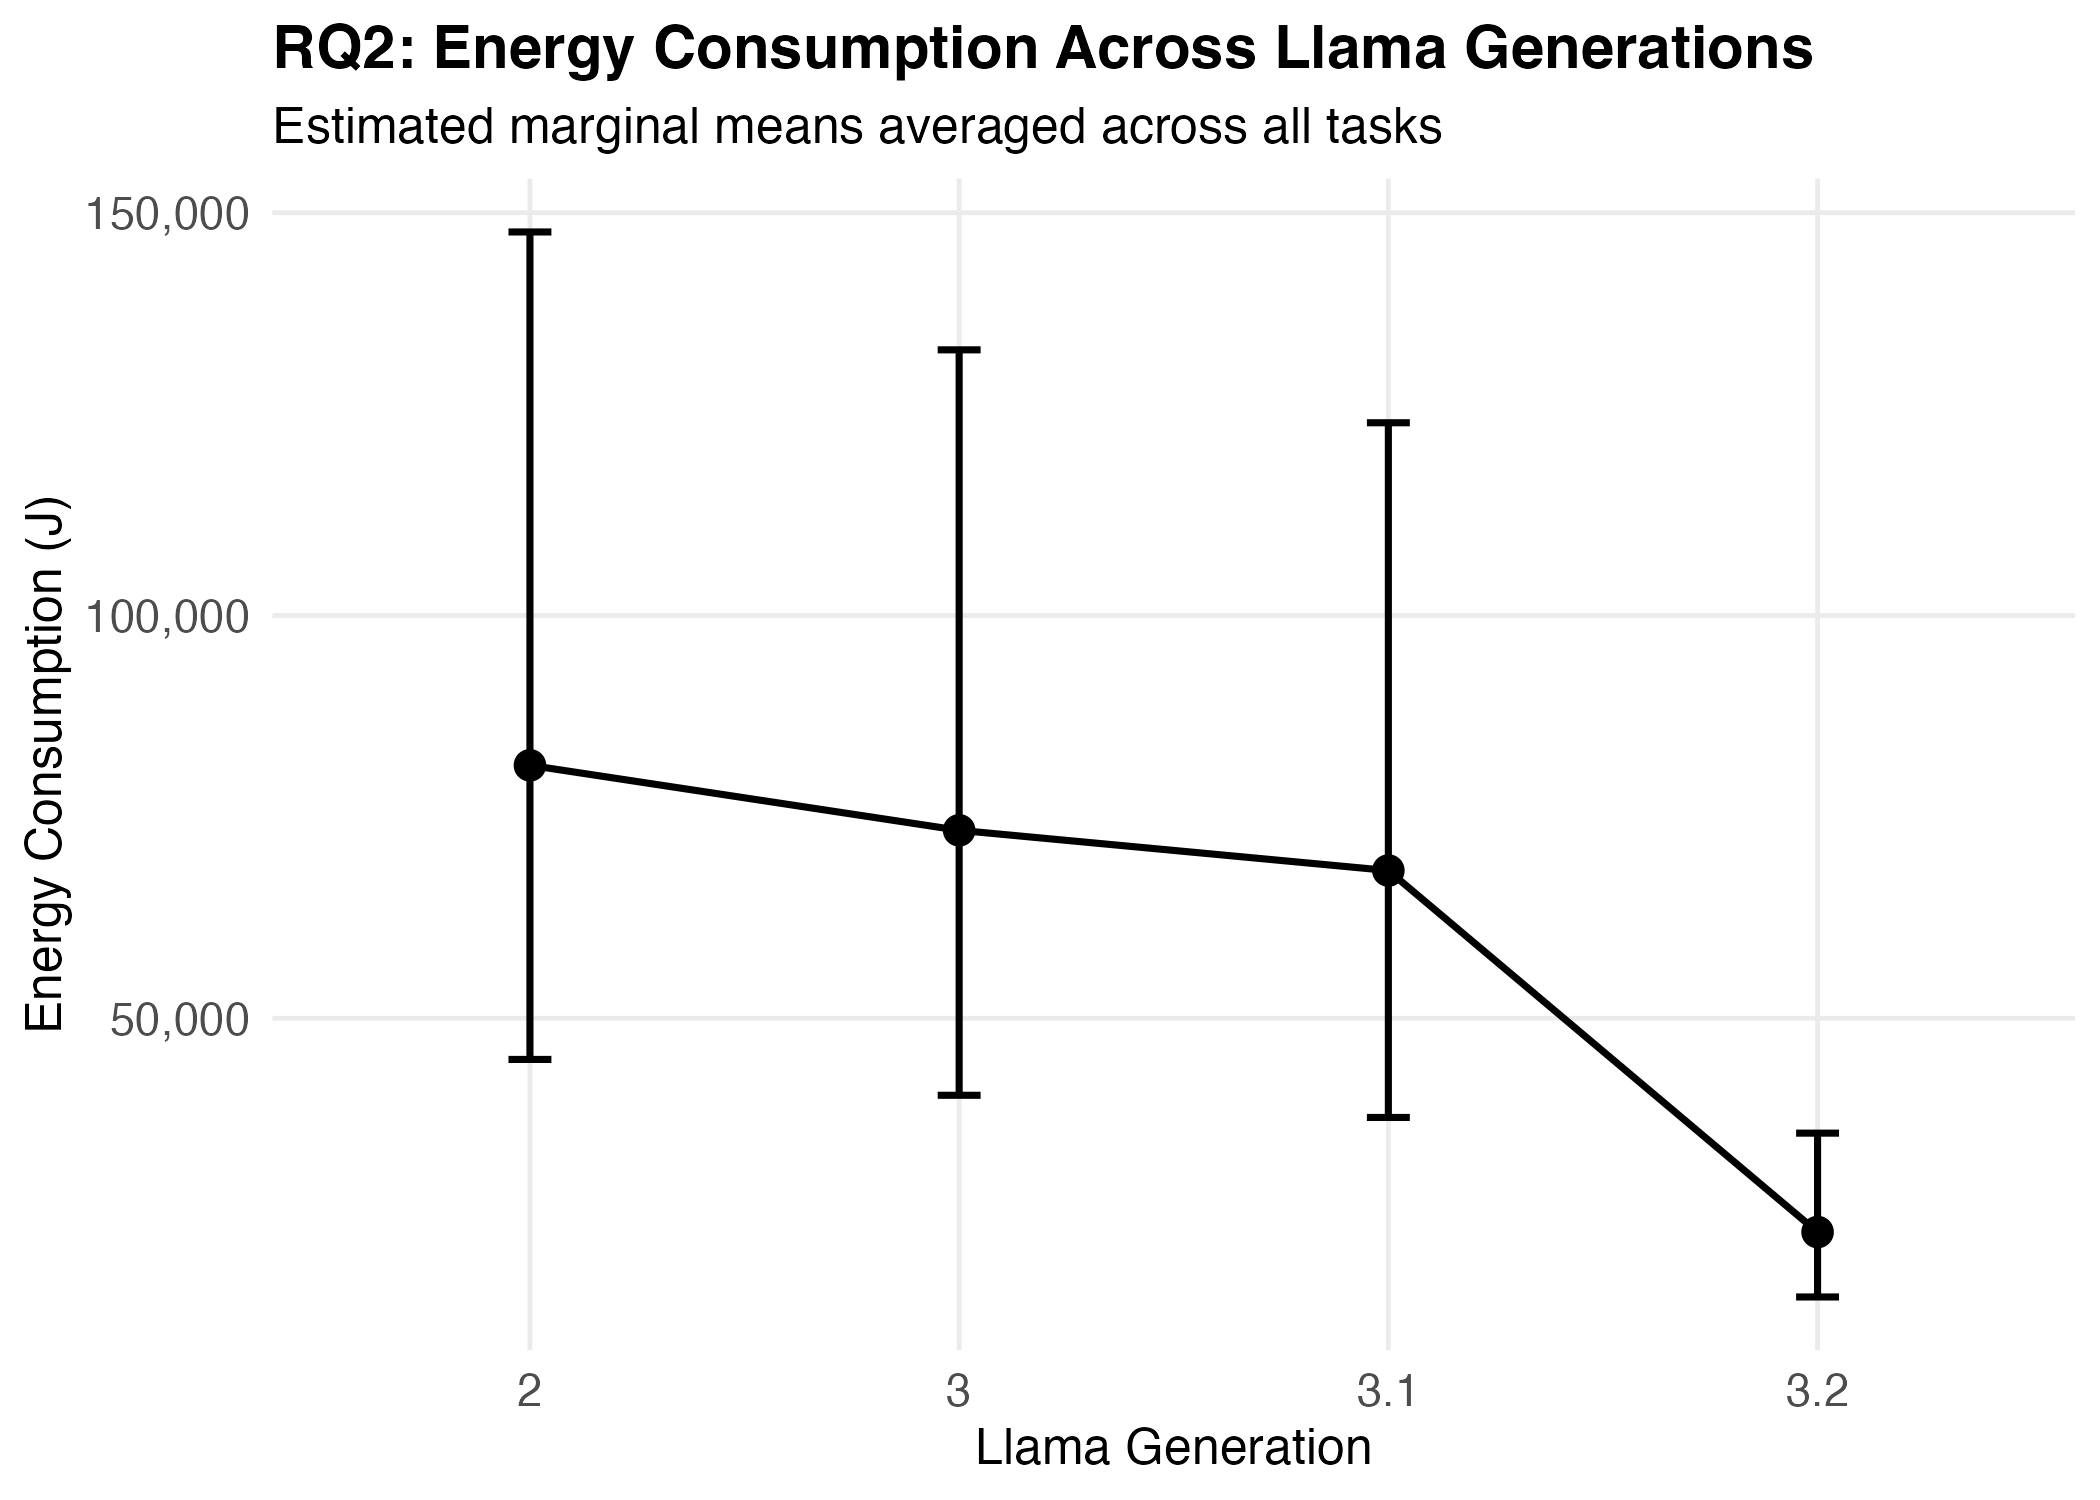 RQ2: Energy Consumption Across Llama Generations
Estimated marginal means averaged across all tasks
150,000
100,000
50,000
Energy Consumption (J)
2
3
3.1
3.2
Llama Generation